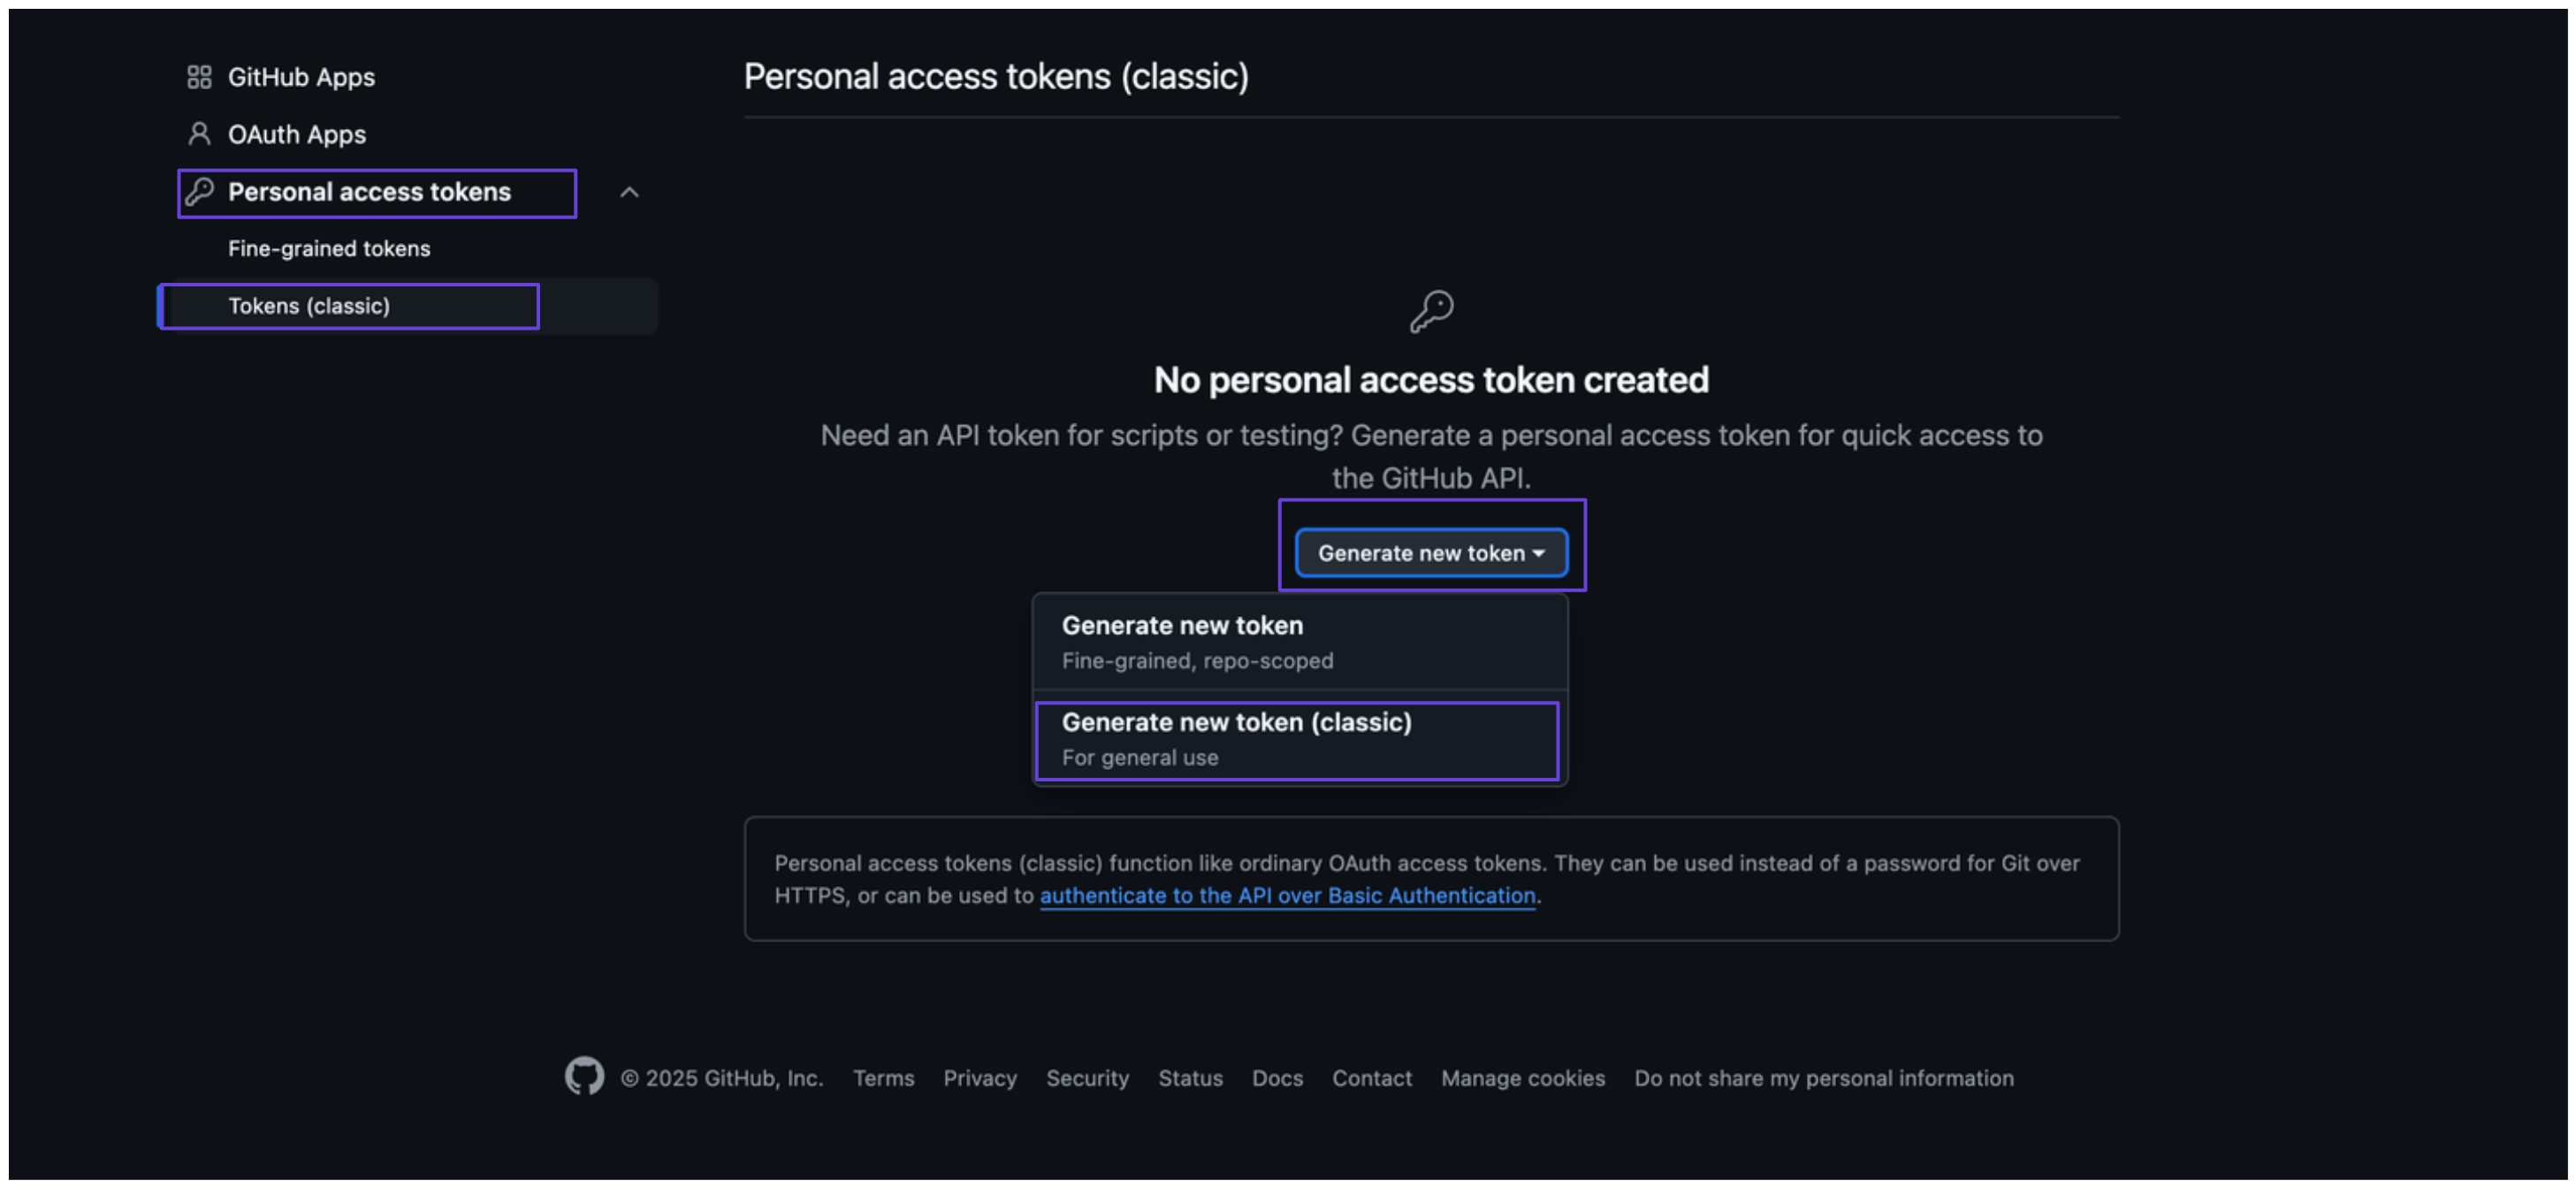 GitHub Apps
OAuth Apps
Personal access tokens
Fine-grained tokens
Tokens (classic)
Personal access tokens (classic)
No personal access token created
Need an API token for scripts or testing? Generate a personal access token for quick access to
the GitHub API.
Generate new token
Generate new token
Fine-grained, repo-scoped
Generate new token (classic)
For general use
Personal access tokens (classic) function like ordinary OAuth access tokens. They can be used instead of a password for Git over
HTTPS, or can be used to authenticate to the API over Basic Authentication.
© 2025 GitHub, Inc. Terms Privacy Security Status Docs Contact Manage cookies Do not share my personal information